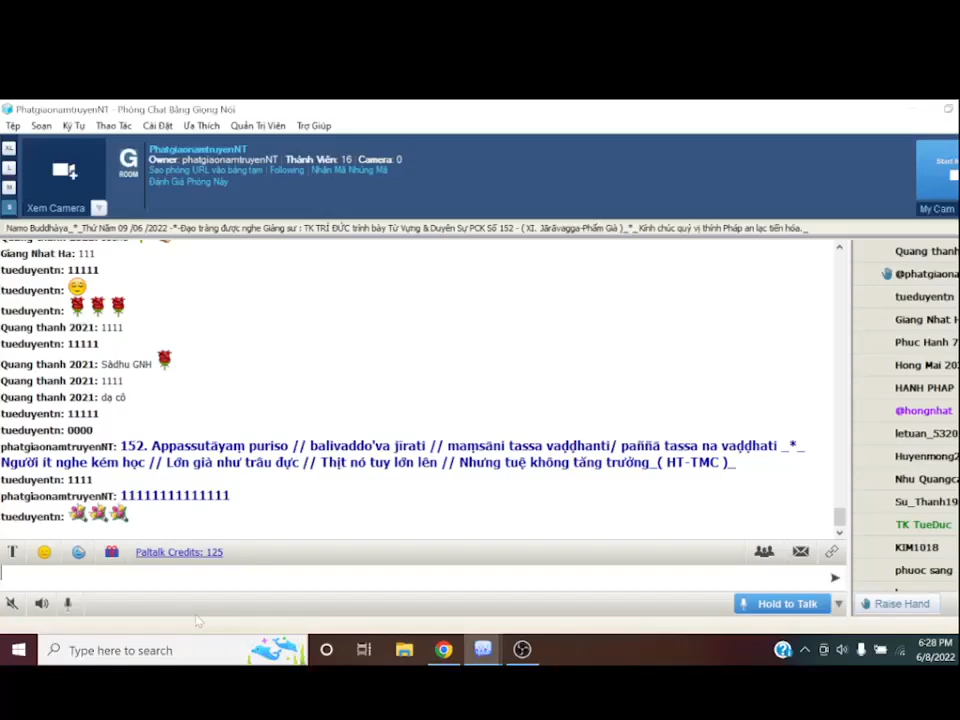 PhatgiaonamtruyenNT - Phòng Chat Bằng Giọng Nói
Tệp Soạn Ký Tự Thao Tác Cài Đặt Ưa Thích Quản Trị Viên Trợ Giúp
XL
L
M
S
Xem Camera
G
ROOM
PhatgiaonamtruyenNT
Owner: phatgiaonamtruyenNT | Thành Viên: 16 | Camera: 0
Sao phỏng URL vào bảng tạm | Following | Nhận Mã Nhúng Mã
Đánh Giá Phòng Này
My Cam
Namo Buddhàya_*_Thứ Năm 09 /06 /2022 -*-Đạo tràng được nghe Giảng sư : TK TRÍ ĐỨC trình bày Từ Vựng & Duyên Sự PCK Số 152 - ( XI. Jārāvagga-Phẩm Già )_*_Kính chúc quý vị thính Pháp an lạc tiến hóa._
Giang Nhat Ha: 111
tueduyentn: 11111
tueduyentn:
tueduyentn:
Quang thanh 2021: 1111
tueduyentn: 11111
Quang thanh 2021: Sàdhu GNH
Quang thanh 2021: 1111
Quang thanh 2021: dạ cô
tueduyentn: 11111
tueduyentn: 0000
phatgiaonamtruyenNT: 152. Appassutāyaṃ puriso // balivaddo'va jīrati // maṃsāni tassa vaḍḍhanti/ paññā tassa na vaḍḍhati _*_
Người ít nghe kém học // Lớn già như trâu đực // Thịt nó tuy lớn lên // Nhưng tuệ không tăng trưởng_( HT-TMC )_
tueduyentn: 1111
phatgiaonamtruyenNT: 11111111111111
tueduyentn:
Quang thanh
@phatgiaona
tueduyentn
Giang Nhat H
Phuc Hanh 7
Hong Mai 20
HANH PHAP
@hongnhat
letuan_5320
Huyenmong2
Nhu Quangc
Su_Thanh19
TK TueDuc
KIM1018
phuoc sang
T Paltalk Credits: 125
Hold to Talk Raise Hand
Type here to search
6:28 PM
6/8/2022